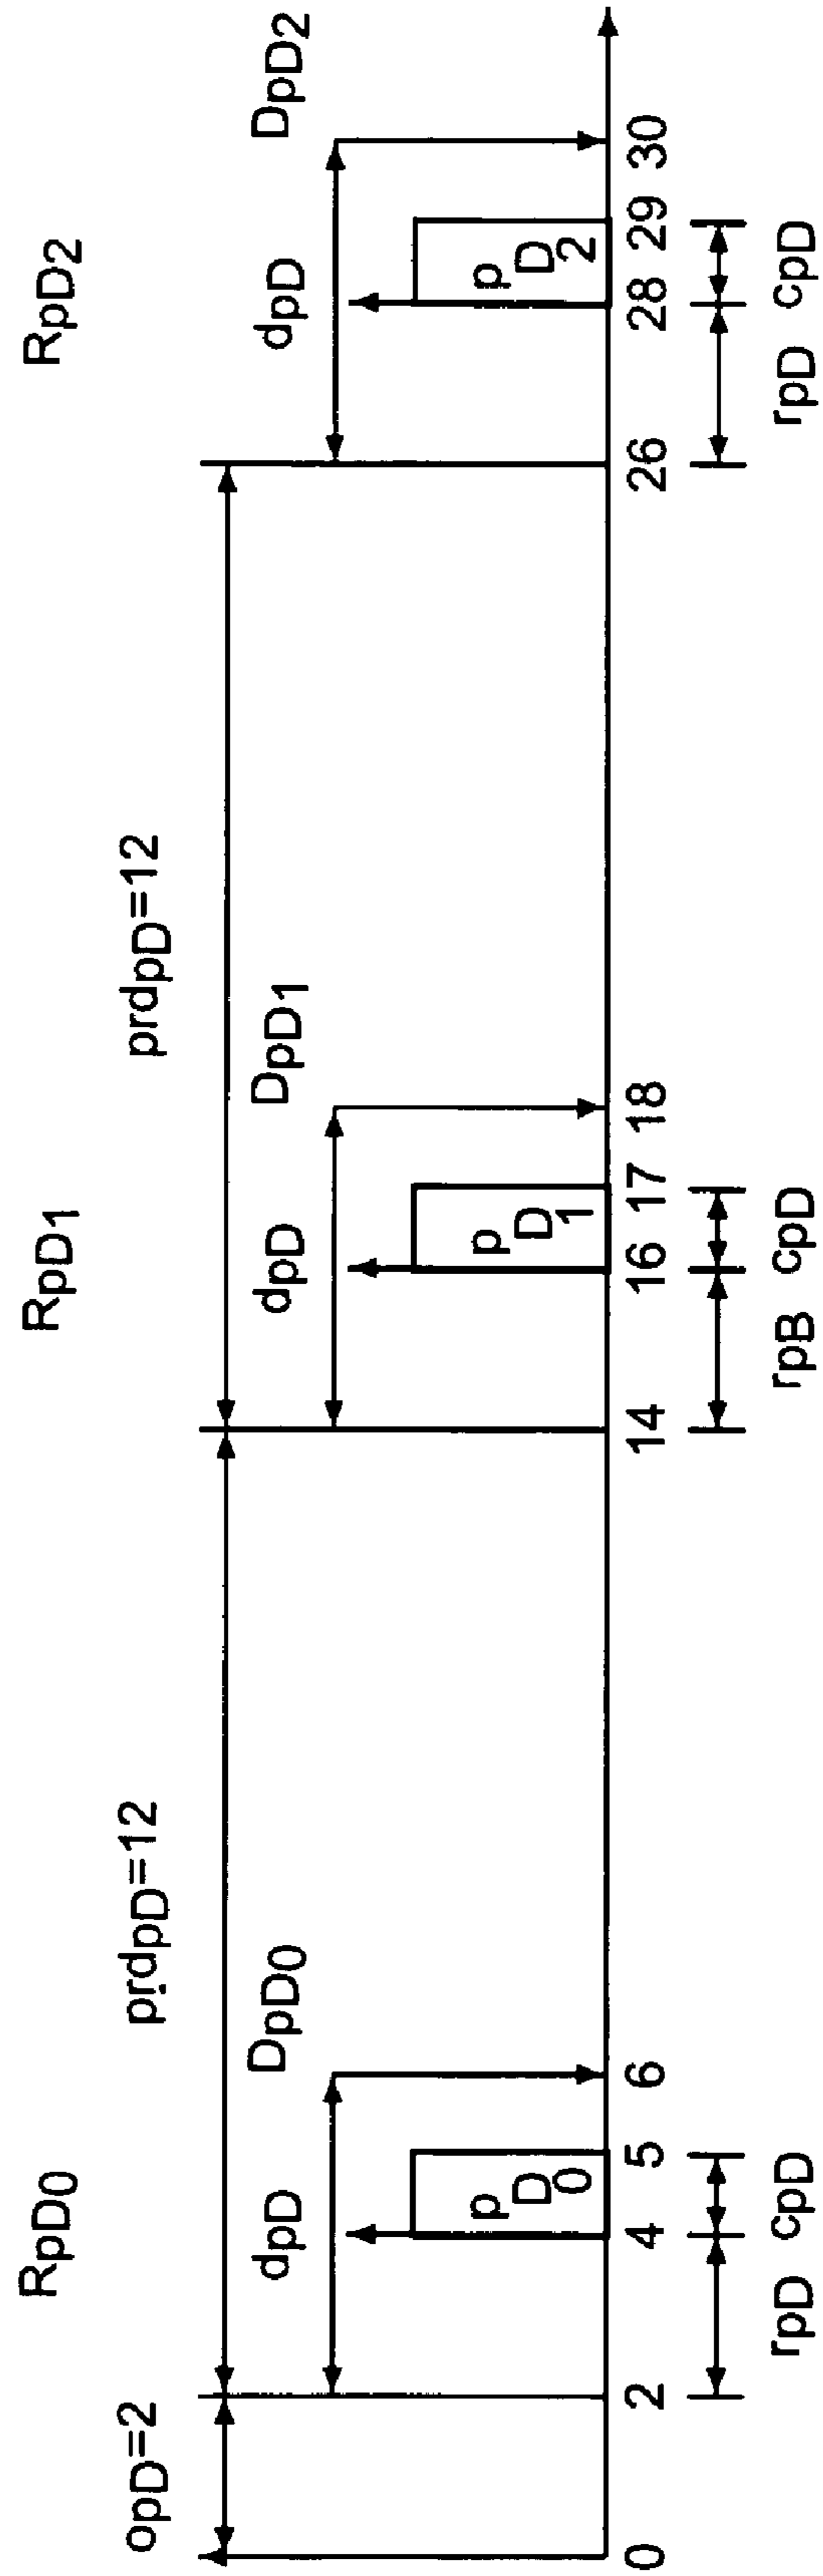 RpD0 RpD1 RpD2
opD=2 prdpD=12 prdpD=12
dpD DpD0 dpD DpD1 dpD DpD2
pD0 pD1 pD2
0 2 4 5 6 14 16 17 18 26 28 29 30
rpD cpD rpB cpD rpD cpD